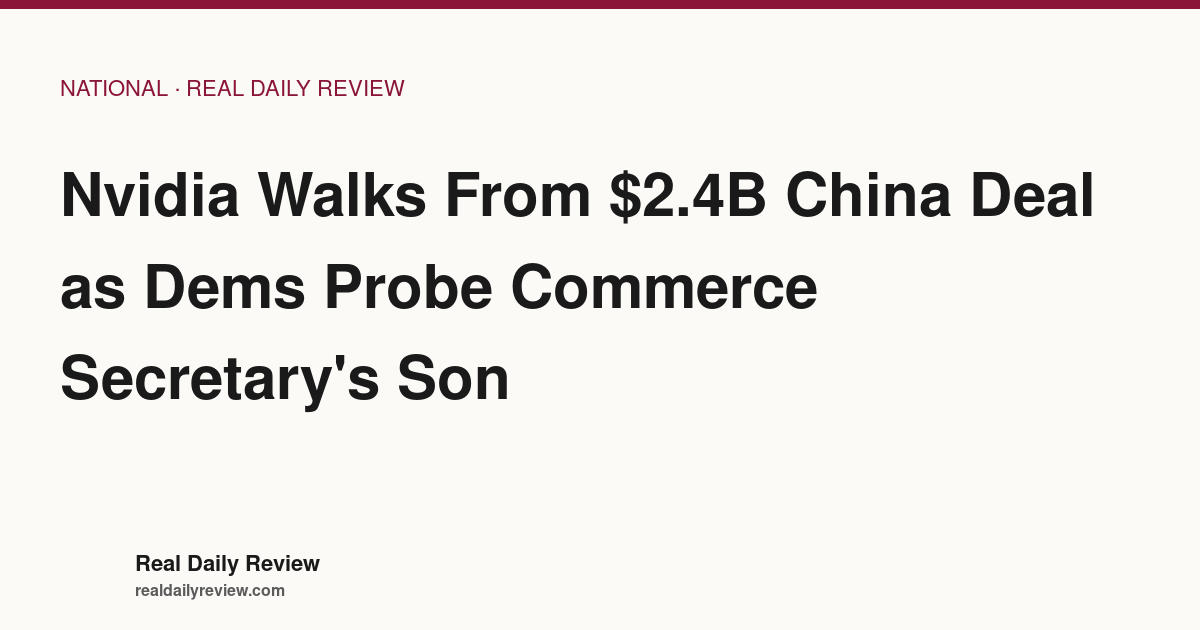 NATIONAL · REAL DAILY REVIEW
Nvidia Walks From $2.4B China Deal
as Dems Probe Commerce
Secretary's Son
Real Daily Review
realdailyreview.com